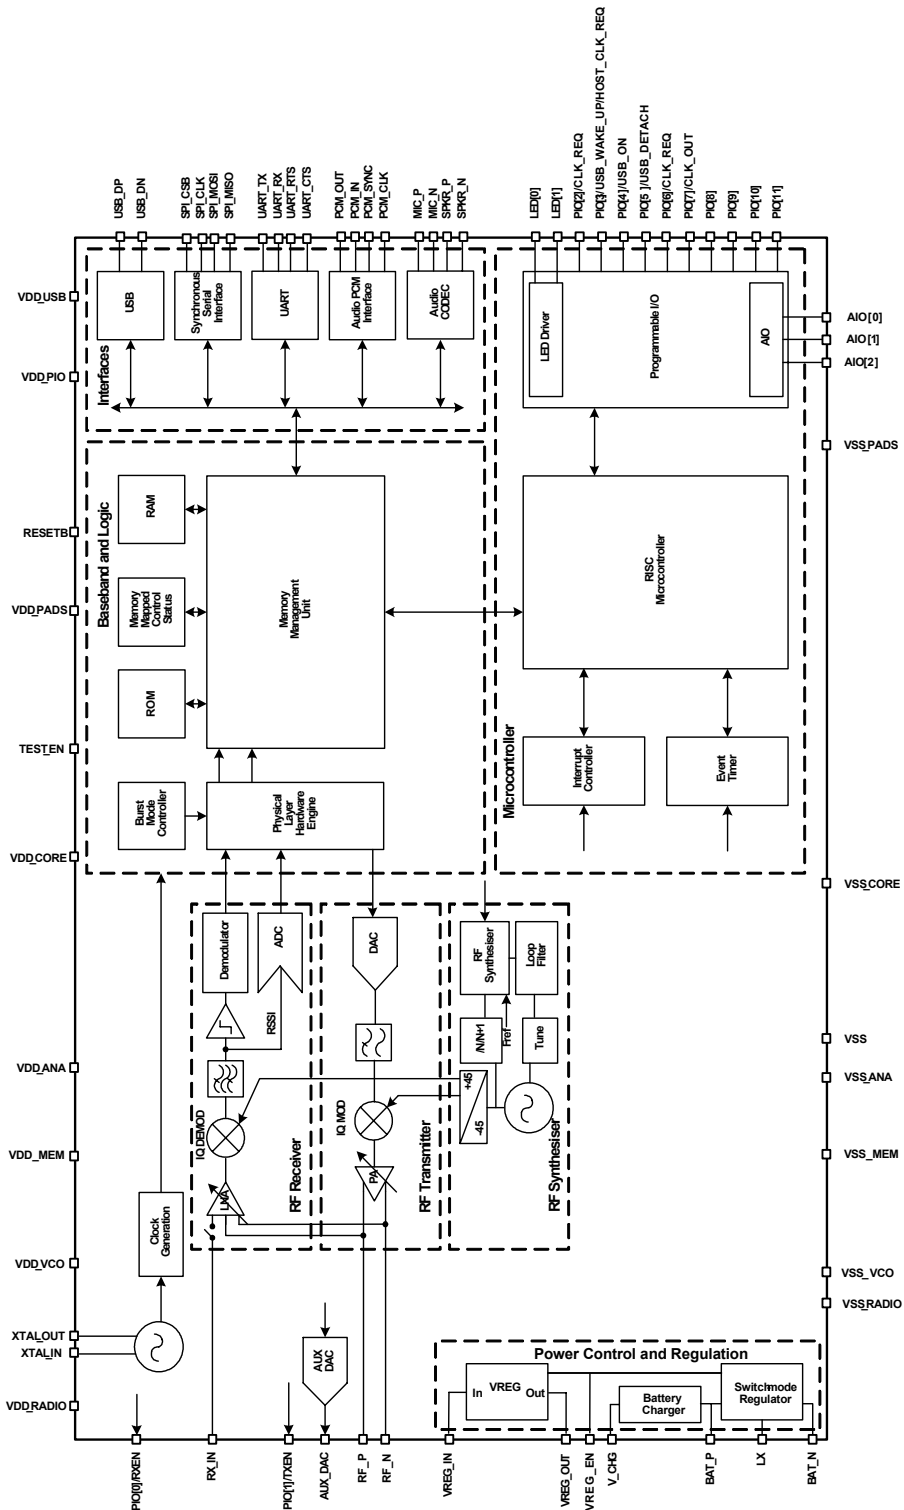 USB_DP
USB_DN
SPI_CSB
SPI_CLK
SPI_MOSI
SPI_MISO
UART_TX
UART_RX
UART_RTS
UART_CTS
PCM_OUT
PCM_IN
PCM_SYNC
PCM_CLK
MIC_P
MIC_N
SPKR_P
SPKR_N
LED[0]
LED[1]
PIO[2]/CLK_REQ
PIO[3]/USB_WAKE_UP/HOST_CLK_REQ
PIO[4]/USB_ON
PIO[5]/USB_DETACH
PIO[6]/CLK_REQ
PIO[7]/CLK_OUT
PIO[8]
PIO[9]
PIO[10]
PIO[11]
VDD_USB
VDD_PIO
RESETB
VDD_PADS
TEST_EN
VDD_CORE
VDD_ANA
VDD_MEM
VDD_VCO
XTAL_OUT
XTAL_IN
VDD_RADIO
Interfaces
USB
Synchronous
Serial
Interface
UART
Audio PCM
Interface
Audio
CODEC
LED Driver
Programmable I/O
AIO
AIO[0]
AIO[1]
AIO[2]
VSS_PADS
Baseband and Logic
RAM
Memory
Mapped
Control
Status
ROM
Burst
Mode
Controller
Memory
Management
Unit
Physical
Layer
Hardware
Engine
Microcontroller
RISC
Microcontroller
Interrupt
Controller
Event
Timer
VSS_CORE
VSS
VSS_ANA
VSS_MEM
VSS_VCO
VSS_RADIO
Demodulator
ADC
RSSI
IQ DEMOD
LNA
RF Receiver
DAC
IQ MOD
PA
RF Transmitter
RF
Synthesiser
Loop
Filter
/N/N+1
Fref
Tune
+45
-45
RF Synthesiser
Clock
Generation
AUX
DAC
Power Control and Regulation
In
VREG
Out
Battery
Charger
Switchmode
Regulator
PIO[0]/RXEN
RX_IN
PIO[1]/TXEN
AUX_DAC
RF_P
RF_N
VREG_IN
VREG_OUT
VREG_EN
V_CHG
BAT_P
LX
BAT_N